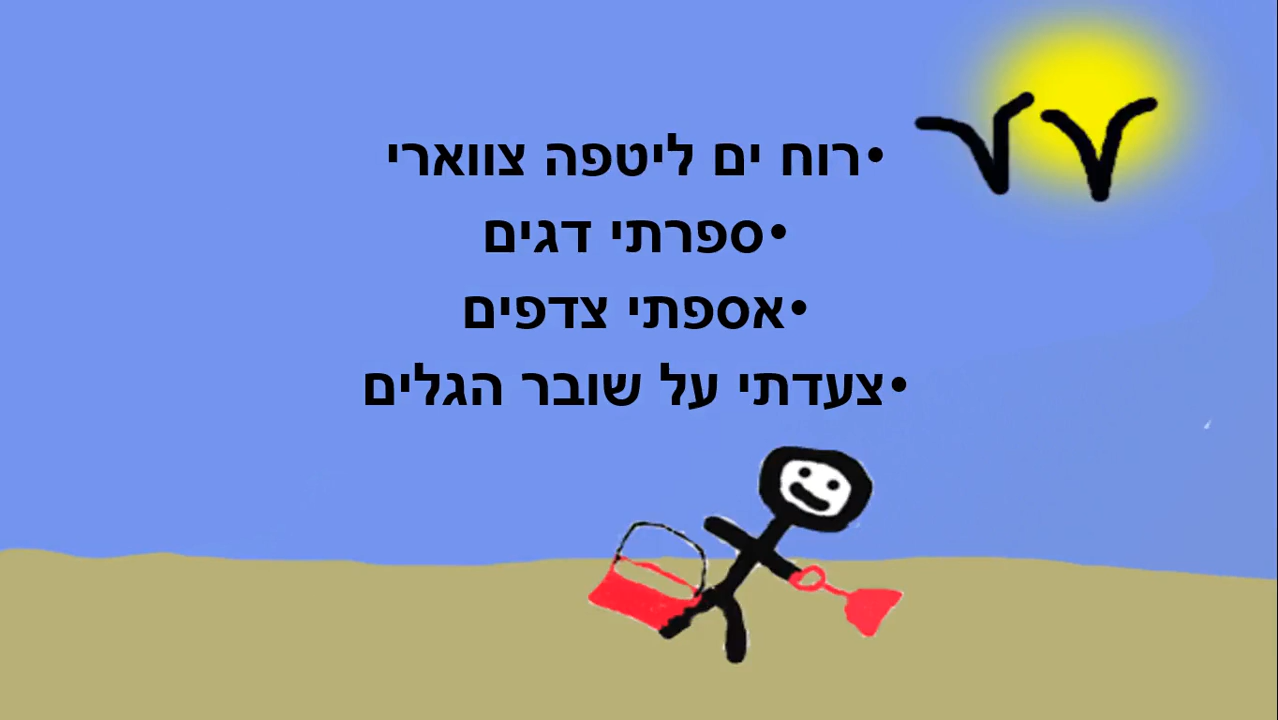 •רוח ים ליטפה צווארי
•ספרתי דגים
•אספתי צדפים
•צעדתי על שובר הגלים